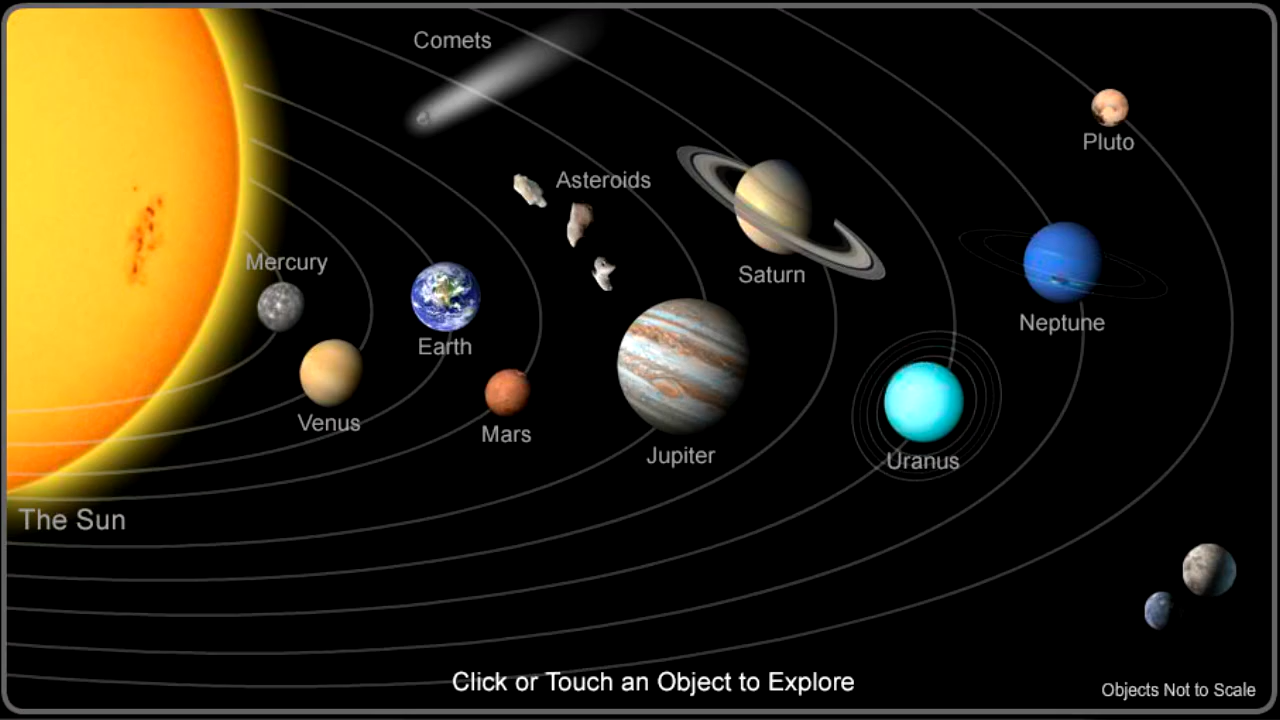 Comets
Pluto
Asteroids
Mercury
Saturn
Neptune
Earth
Venus
Mars
Jupiter
Uranus
The Sun
Click or Touch an Object to Explore
Objects Not to Scale